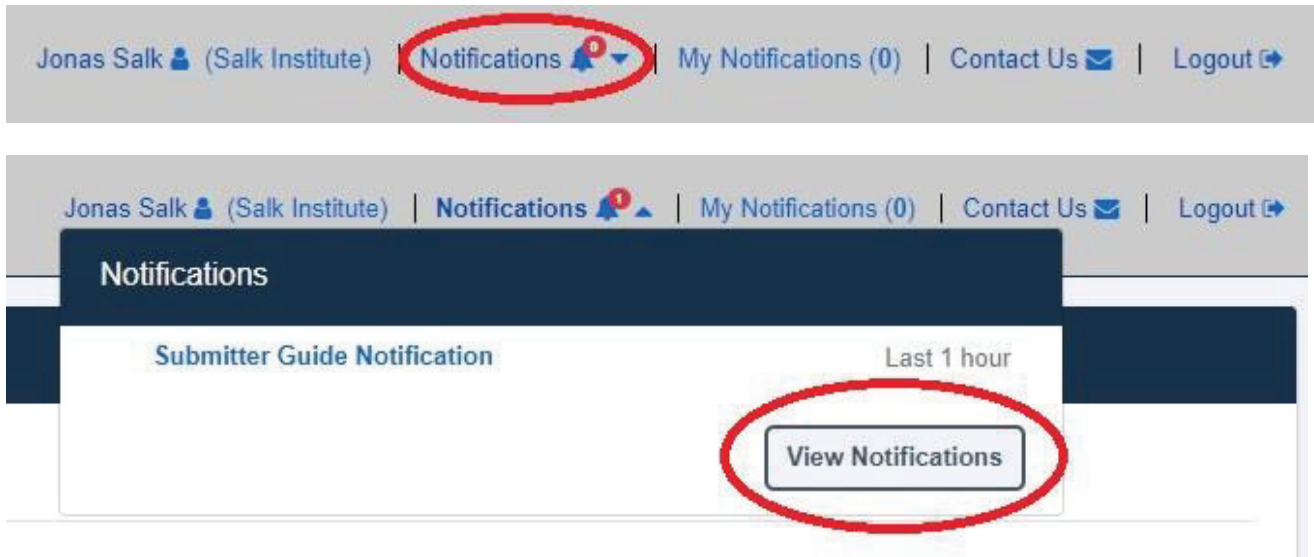 Jonas Salk (Salk Institute) | Notifications 0 | My Notifications (0) | Contact Us | Logout
Jonas Salk (Salk Institute) | Notifications 1 | My Notifications (0) | Contact Us | Logout
Notifications
Submitter Guide Notification Last 1 hour
View Notifications